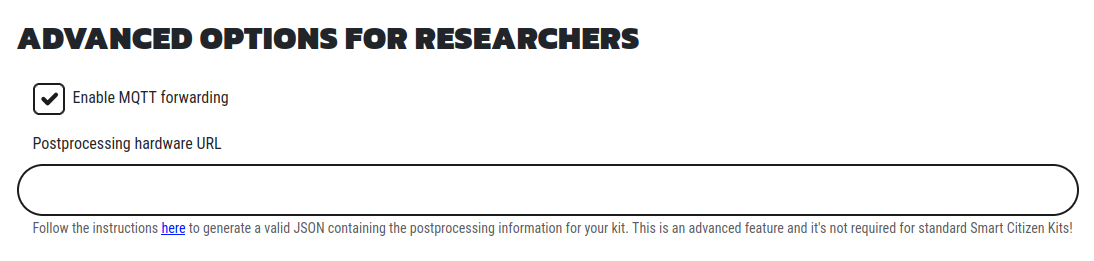 ADVANCED OPTIONS FOR RESEARCHERS
Enable MQTT forwarding
Postprocessing hardware URL
Follow the instructions here to generate a valid JSON containing the postprocessing information for your kit. This is an advanced feature and it's not required for standard Smart Citizen Kits!